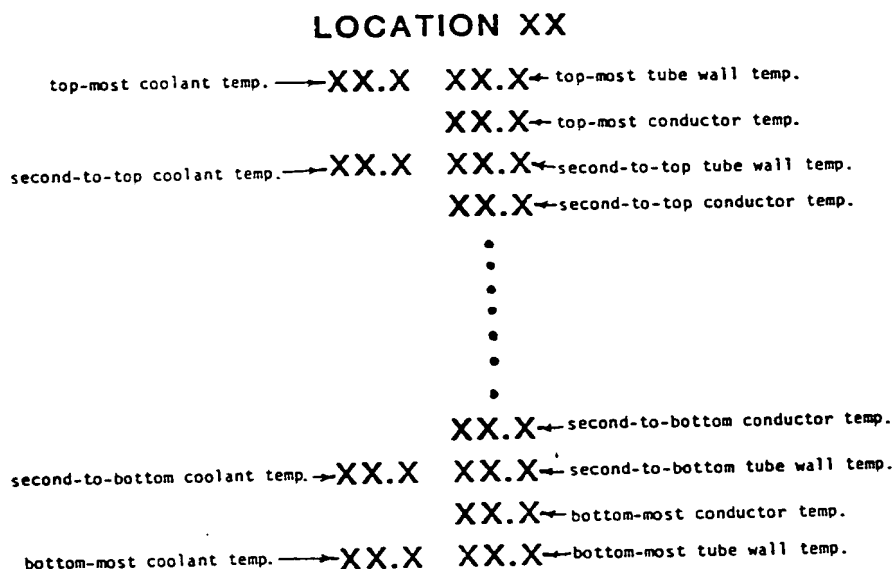 LOCATION XX
top-most coolant temp. XX.X XX.X top-most tube wall temp.
XX.X top-most conductor temp.
second-to-top coolant temp. XX.X XX.X second-to-top tube wall temp.
XX.X second-to-top conductor temp.
XX.X second-to-bottom conductor temp.
second-to-bottom coolant temp. XX.X XX.X second-to-bottom tube wall temp.
XX.X bottom-most conductor temp.
bottom-most coolant temp. XX.X XX.X bottom-most tube wall temp.